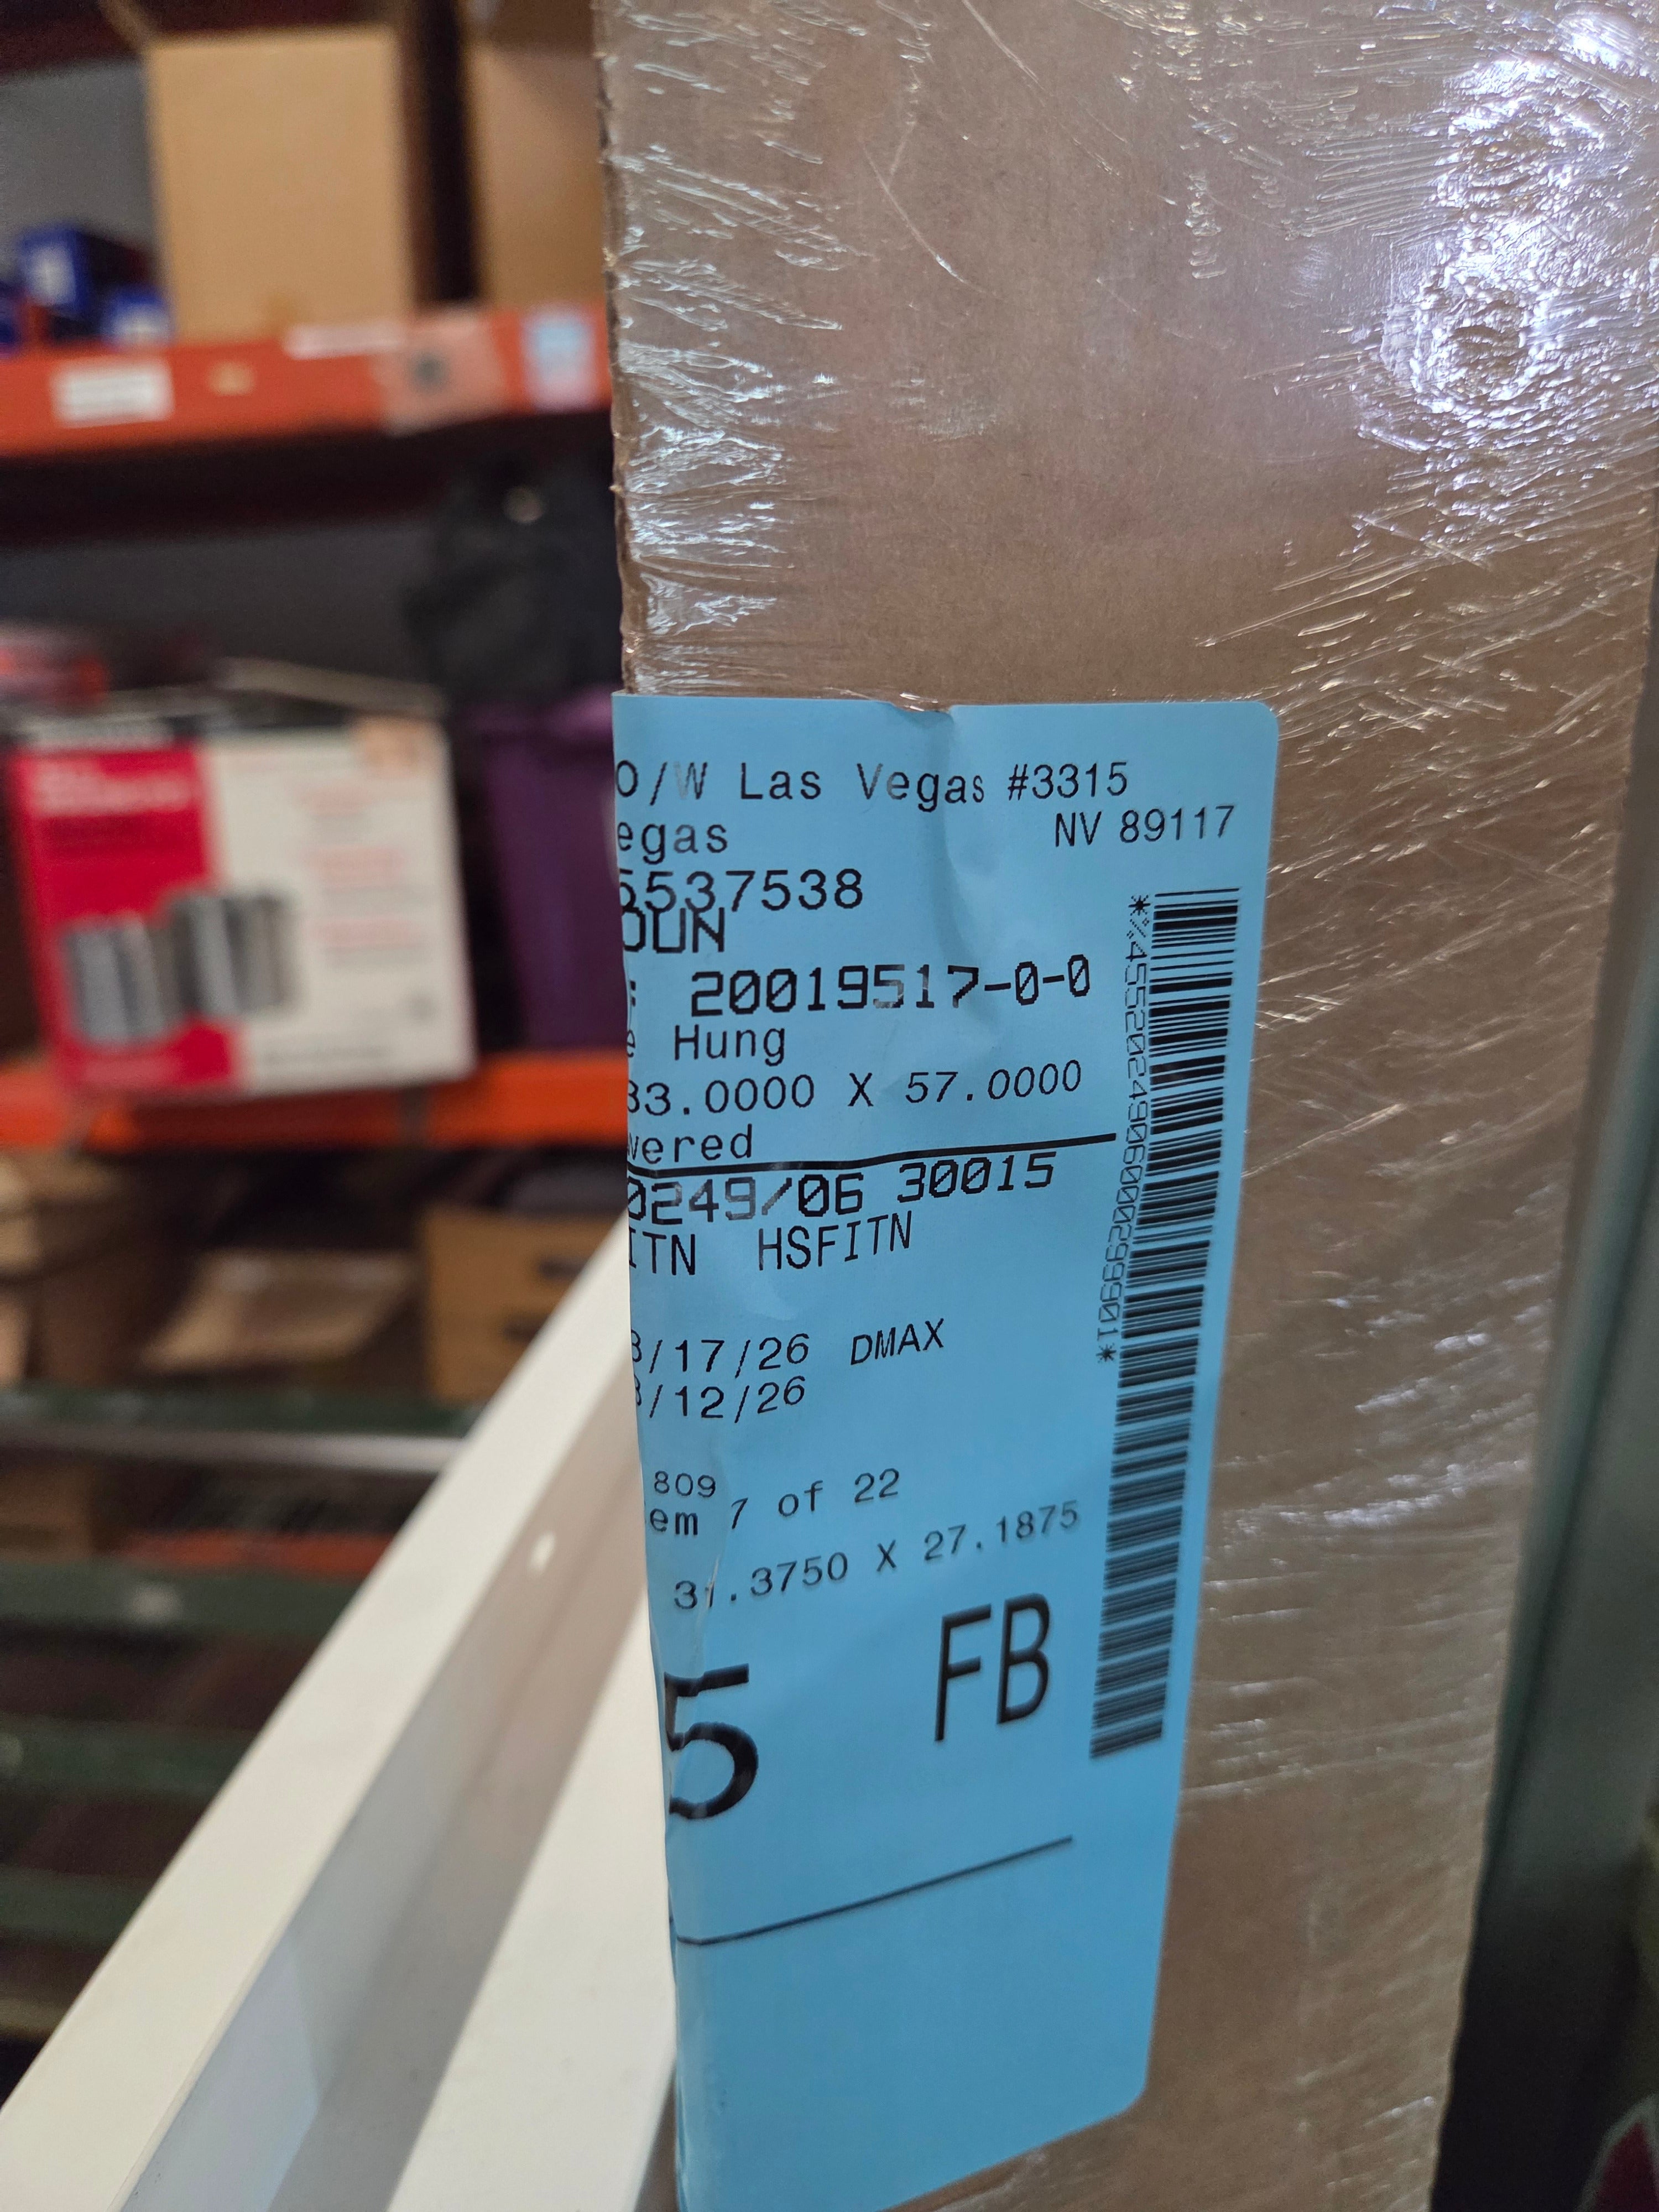 O/W Las Vegas #3315
egas NV 89117
5537538
OUN
: 20019517-0-0
e Hung
33.0000 X 57.0000
vered
0249/06 30015
ITN HSFITN
3/17/26 DMAX
3/12/26
809
em 7 of 22
31.3750 X 27.1875
5 FB
*%4552024906000299901*